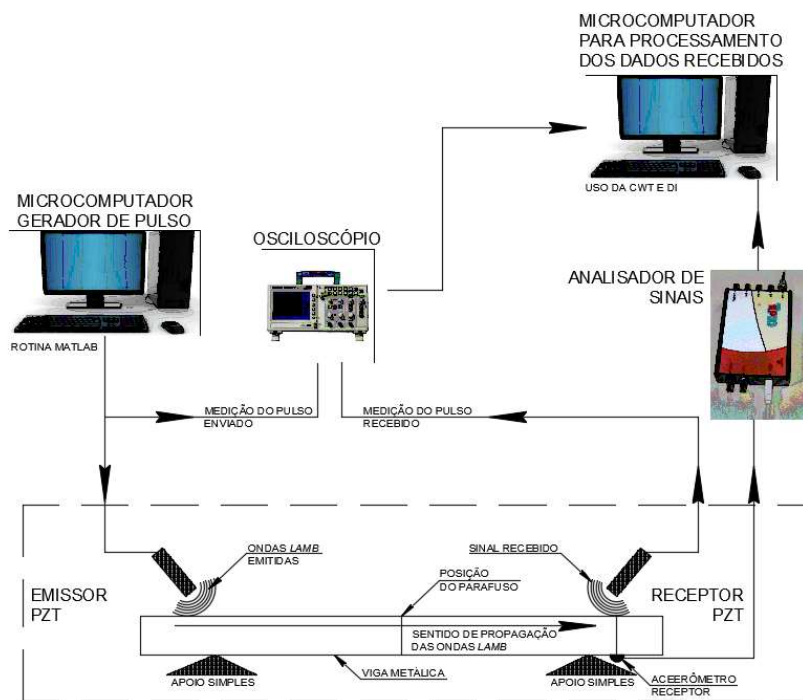 MICROCOMPUTADOR
PARA PROCESSAMENTO
DOS DADOS RECEBIDOS
USO DA CWT E DI
MICROCOMPUTADOR
GERADOR DE PULSO
ROTINA MATLAB
OSCILOSCÓPIO
ANALISADOR DE
SINAIS
MEDIÇÃO DO PULSO
ENVIADO
MEDIÇÃO DO PULSO
RECEBIDO
ONDAS LAMB
EMITIDAS
SINAL RECEBIDO
EMISSOR
PZT
POSIÇÃO
DO PARAFUSO
RECEPTOR
PZT
SENTIDO DE PROPAGAÇÃO
DAS ONDAS LAMB
APOIO SIMPLES
VIGA METÀLICA
APOIO SIMPLES
ACEERÔMETRO
RECEPTOR